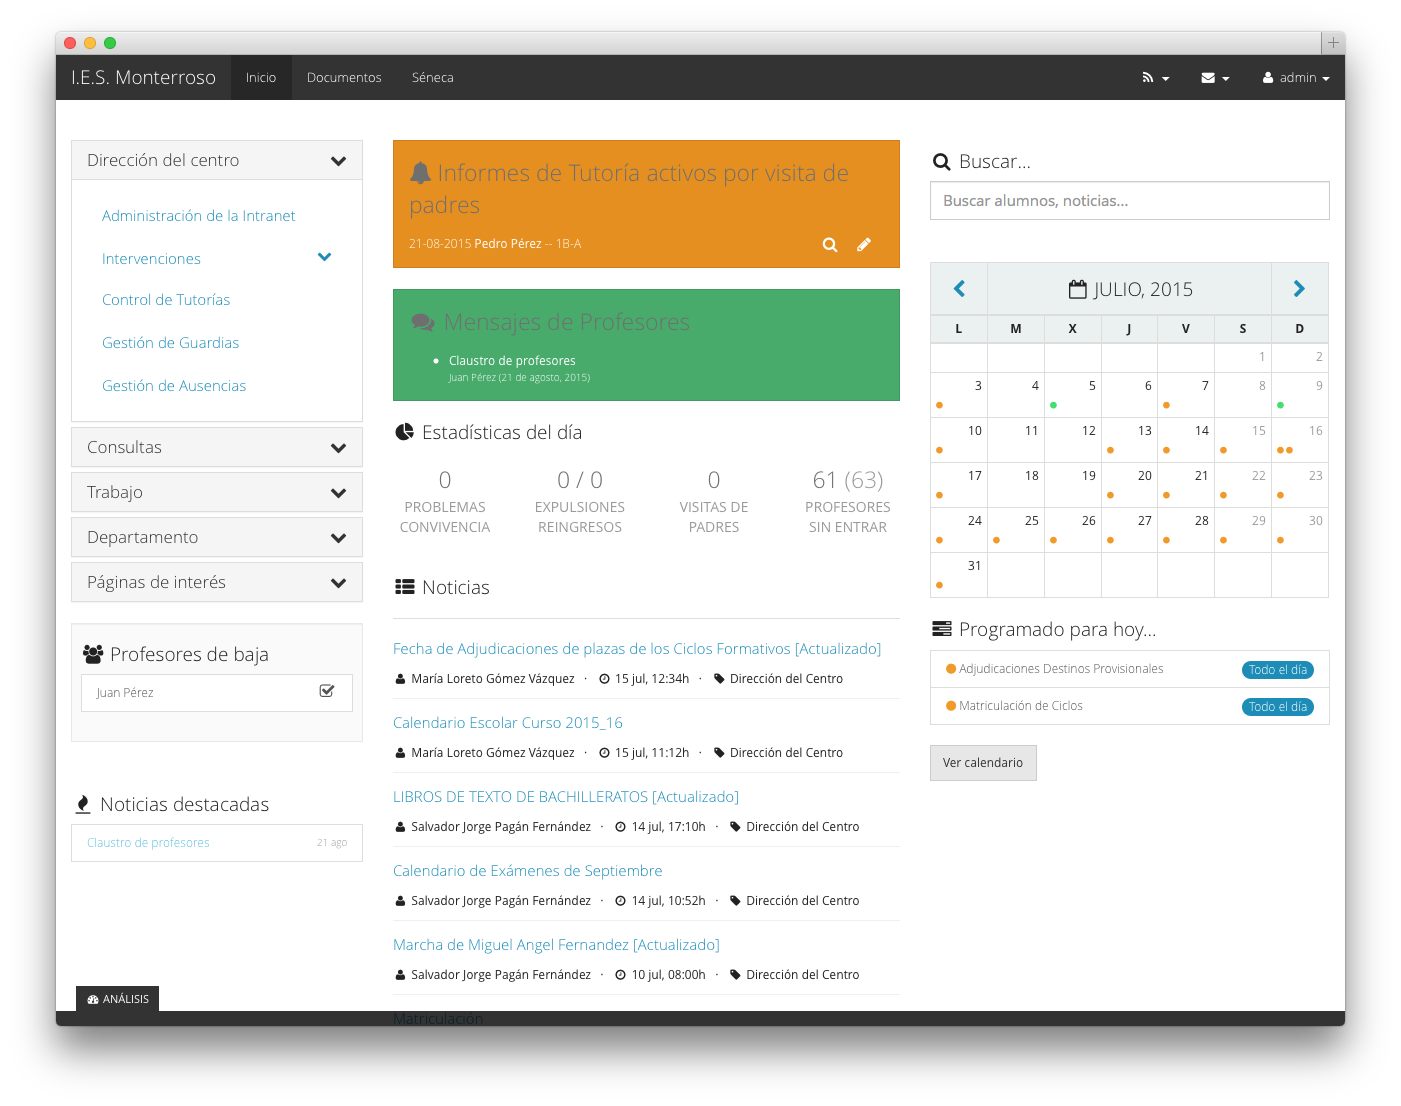 I.E.S. Monterroso
Inicio
Documentos
Séneca
admin
Dirección del centro
Administración de la Intranet
Intervenciones
Control de Tutorías
Gestión de Guardias
Gestión de Ausencias
Consultas
Trabajo
Departamento
Páginas de interés
Profesores de baja
Juan Pérez
Noticias destacadas
Claustro de profesores 21 ago
ANÁLISIS
Informes de Tutoría activos por visita de
padres
21-08-2015 Pedro Pérez -- 1B-A
Mensajes de Profesores
Claustro de profesores
Juan Pérez (21 de agosto, 2015)
Estadísticas del día
0 0 / 0 0 61 (63)
PROBLEMAS EXPULSIONES VISITAS DE PROFESORES
CONVIVENCIA REINGRESOS PADRES SIN ENTRAR
Noticias
Fecha de Adjudicaciones de plazas de los Ciclos Formativos [Actualizado]
María Loreto Gómez Vázquez · 15 jul, 12:34h · Dirección del Centro
Calendario Escolar Curso 2015_16
María Loreto Gómez Vázquez · 15 jul, 11:12h · Dirección del Centro
LIBROS DE TEXTO DE BACHILLERATOS [Actualizado]
Salvador Jorge Pagán Fernández · 14 jul, 17:10h · Dirección del Centro
Calendario de Exámenes de Septiembre
Salvador Jorge Pagán Fernández · 14 jul, 10:52h · Dirección del Centro
Marcha de Miguel Angel Fernandez [Actualizado]
Salvador Jorge Pagán Fernández · 10 jul, 08:00h · Dirección del Centro
Matriculación
Buscar...
Buscar alumnos, noticias...
JULIO, 2015
L M X J V S D
1 2
3 4 5 6 7 8 9
10 11 12 13 14 15 16
17 18 19 20 21 22 23
24 25 26 27 28 29 30
31
Programado para hoy...
Adjudicaciones Destinos Provisionales Todo el día
Matriculación de Ciclos Todo el día
Ver calendario